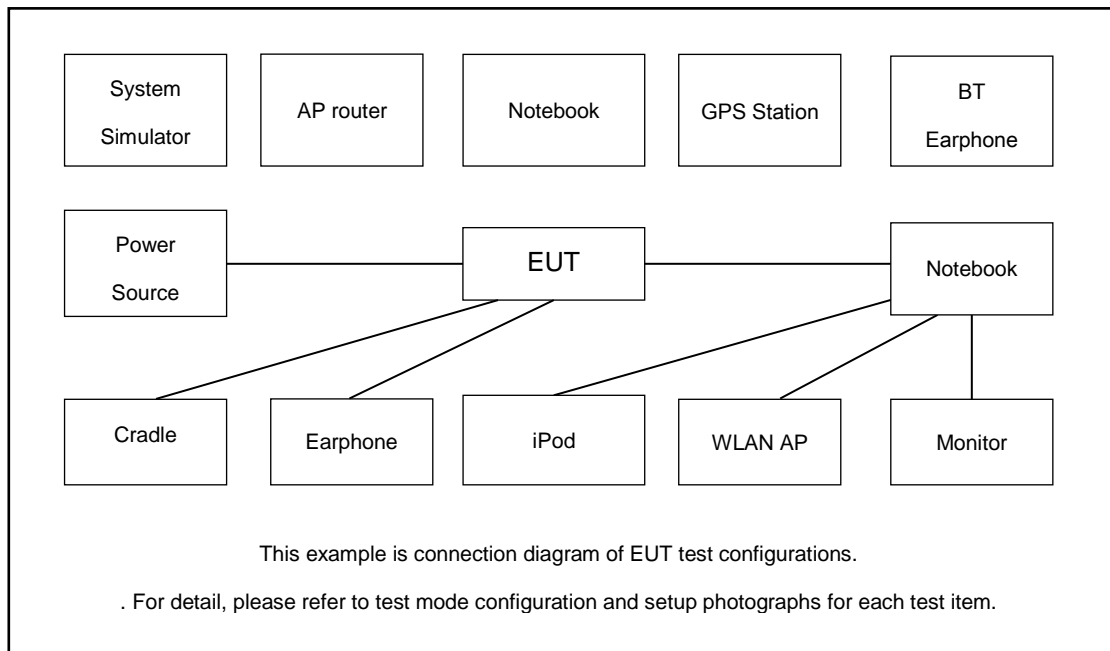 System
Simulator
AP router
Notebook
GPS Station
BT
Earphone
Power
Source
EUT
Notebook
Cradle
Earphone
iPod
WLAN AP
Monitor
This example is connection diagram of EUT test configurations.
. For detail, please refer to test mode configuration and setup photographs for each test item.